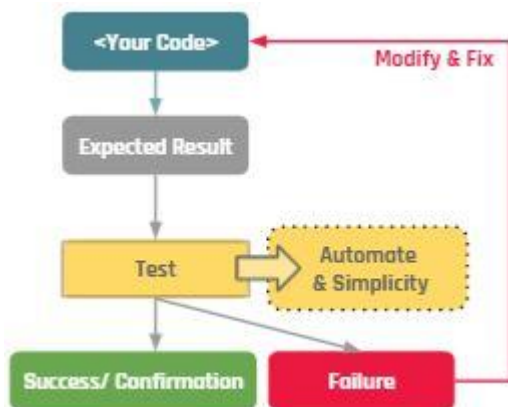 <Your Code>
Modify & Fix
Expected Result
Test
Automate
& Simplicity
Success/ Confirmation
Failure